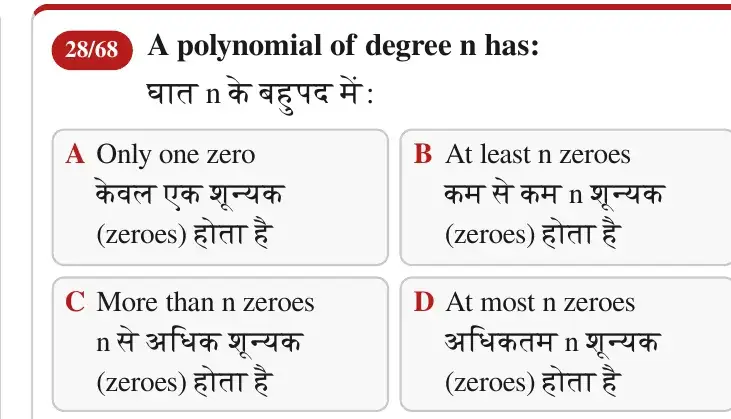 28/68 A polynomial of degree n has:
घात n के बहुपद में :
A Only one zero
केवल एक शून्यक
(zeroes) होता है
B At least n zeroes
कम से कम n शून्यक
(zeroes) होता है
C More than n zeroes
n से अधिक शून्यक
(zeroes) होता है
D At most n zeroes
अधिकतम n शून्यक
(zeroes) होता है